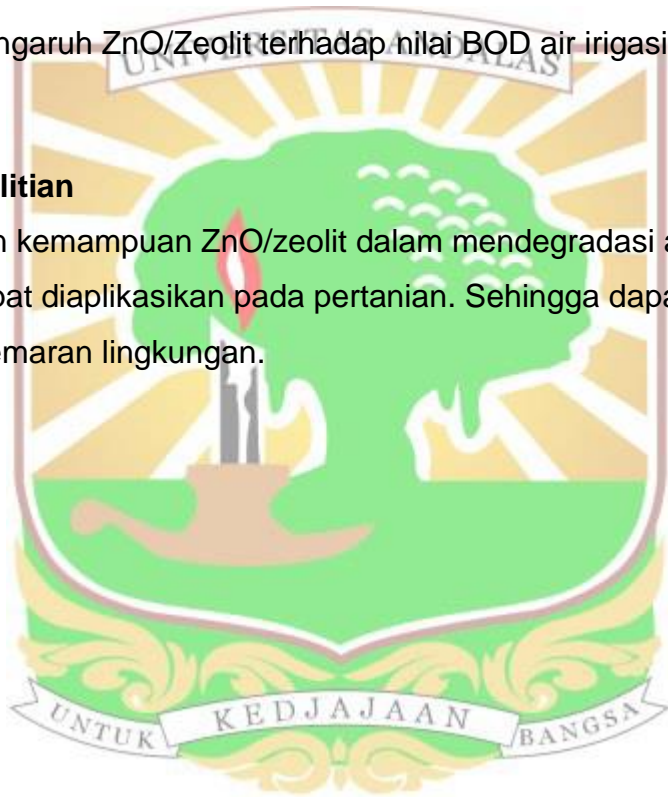 ngaruh ZnO/Zeolit terhadap nilai BOD air irigasi
UNIVERSITAS ANDALAS
litian
n kemampuan ZnO/zeolit dalam mendegradasi a
pat diaplikasikan pada pertanian. Sehingga dapa
emaran lingkungan.
UNTUK KEDJAJAAN BANGSA